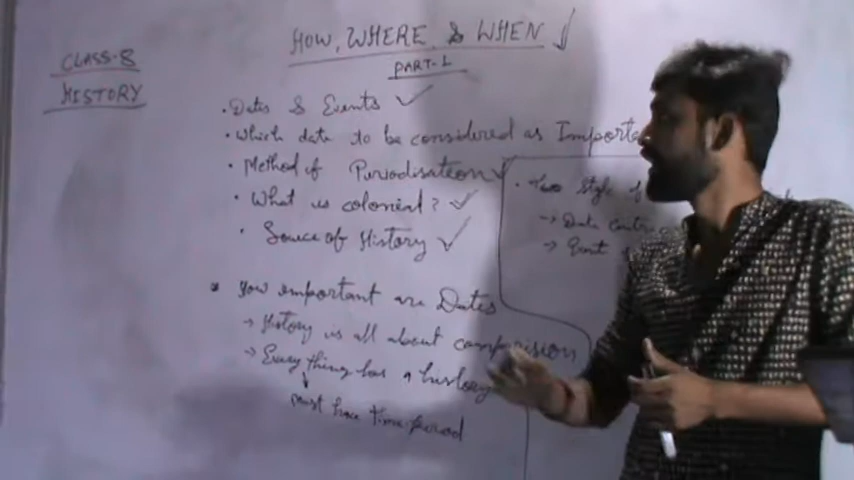 CLASS-8
HISTORY
HOW, WHERE & WHEN
PART-1
• Dates & Events ✓
• Which date to be considered as Importa
• Method of Periodisation ✓
• What is colonial? ✓
• Source of History ✓
• How important are Dates
→ History is all about comparision
→ Every thing has a history
↓
must have time period
• Two Style of
→ Date
→ Event